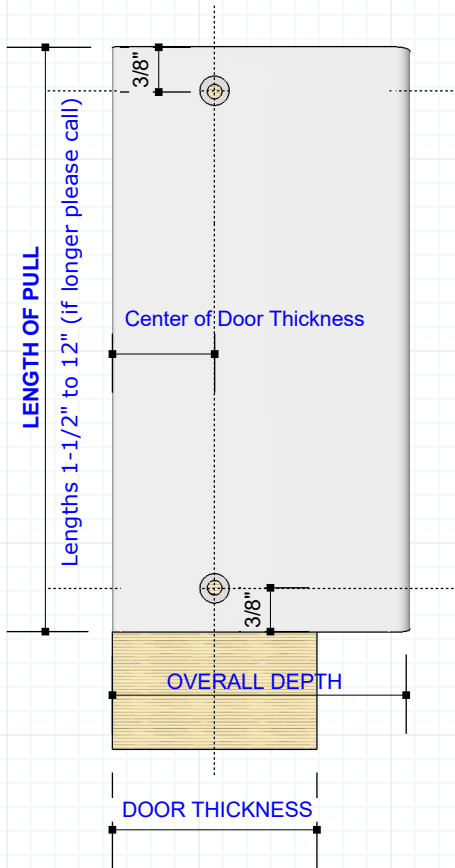 3/8"
LENGTH OF PULL
Lengths 1-1/2" to 12" (if longer please call)
Center of Door Thickness
3/8"
OVERALL DEPTH
DOOR THICKNESS